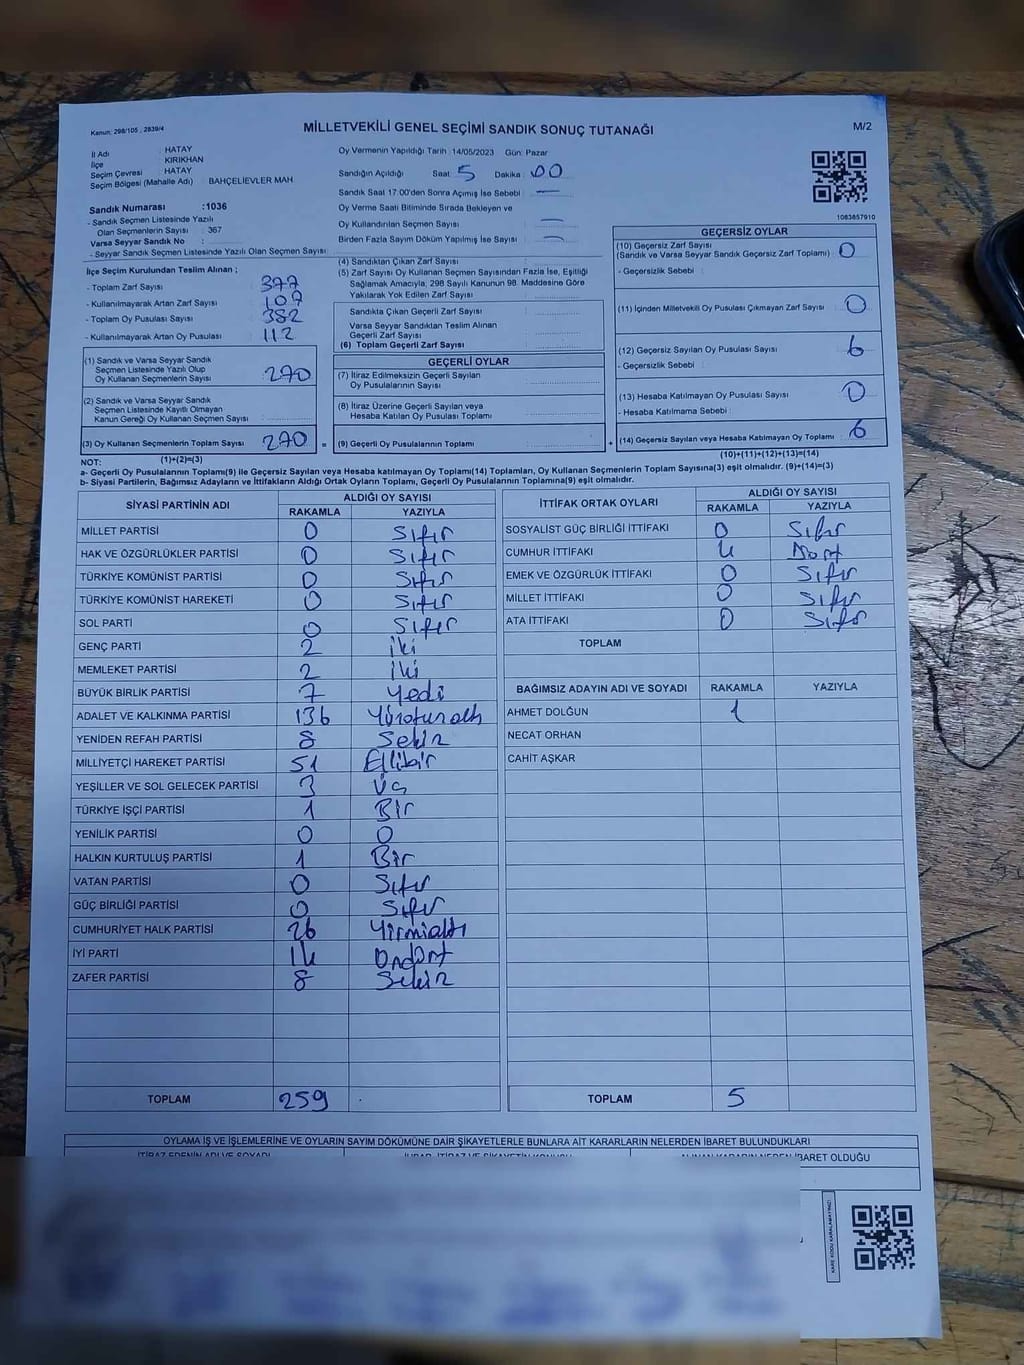 Kanun: 298/105 , 2839/4
MİLLETVEKİLİ GENEL SEÇİMİ SANDIK SONUÇ TUTANAĞI
M/2
İl Adı HATAY
İlçe KIRIKHAN
Seçim Çevresi HATAY
Seçim Bölgesi (Mahalle Adı) BAHÇELİEVLER MAH
Oy Vermenin Yapıldığı Tarih 14/05/2023 Gün: Pazar
Sandığın Açıldığı Saat 5 Dakika 00
Sandık Saat 17.00'den Sonra Açılmış İse Sebebi —
Oy Verme Saati Bitiminde Sırada Bekleyen ve
Oy Kullandırılan Seçmen Sayısı —
Birden Fazla Sayım Döküm Yapılmış İse Sayısı —
1083857910
Sandık Numarası :1036
- Sandık Seçmen Listesinde Yazılı
Olan Seçmenlerin Sayısı : 367
Varsa Seyyar Sandık No :
- Seyyar Sandık Seçmen Listesinde Yazılı Olan Seçmen Sayısı:
İlçe Seçim Kurulundan Teslim Alınan ;
- Toplam Zarf Sayısı 377
- Kullanılmayarak Artan Zarf Sayısı 107
- Toplam Oy Pusulası Sayısı 382
- Kullanılmayarak Artan Oy Pusulası 112
(1) Sandık ve Varsa Seyyar Sandık
Seçmen Listesinde Yazılı Olup
Oy Kullanan Seçmenlerin Sayısı 270
(2) Sandık ve Varsa Seyyar Sandık
Seçmen Listesinde Kayıtlı Olmayan
Kanun Gereği Oy Kullanan Seçmen Sayısı
(3) Oy Kullanan Seçmenlerin Toplam Sayısı 270 =
(4) Sandıktan Çıkan Zarf Sayısı
(5) Zarf Sayısı Oy Kullanan Seçmen Sayısından Fazla İse, Eşitliği
Sağlamak Amacıyla, 298 Sayılı Kanunun 98. Maddesine Göre
Yakılarak Yok Edilen Zarf Sayısı
Sandıkta Çıkan Geçerli Zarf Sayısı
Varsa Seyyar Sandıktan Teslim Alınan
Geçerli Zarf Sayısı
(6) Toplam Geçerli Zarf Sayısı
GEÇERLİ OYLAR
(7) İtiraz Edilmeksizin Geçerli Sayılan
Oy Pusulalarının Sayısı
(8) İtiraz Üzerine Geçerli Sayılan veya
Hesaba Katılan Oy Pusulası Toplamı
(9) Geçerli Oy Pusulalarının Toplamı +
GEÇERSİZ OYLAR
(10) Geçersiz Zarf Sayısı
(Sandık ve Varsa Seyyar Sandık Geçersiz Zarf Toplamı) 0
- Geçersizlik Sebebi :
(11) İçinden Milletvekili Oy Pusulası Çıkmayan Zarf Sayısı 0
(12) Geçersiz Sayılan Oy Pusulası Sayısı 6
- Geçersizlik Sebebi :
(13) Hesaba Katılmayan Oy Pusulası Sayısı 0
- Hesaba Katılmama Sebebi :
(14) Geçersiz Sayılan veya Hesaba Katılmayan Oy Toplamı 6
NOT: (1)+(2)=(3) (10)+(11)+(12)+(13)=(14)
a- Geçerli Oy Pusulalarının Toplamı(9) ile Geçersiz Sayılan veya Hesaba katılmayan Oy Toplamı(14) Toplamları, Oy Kullanan Seçmenlerin Toplam Sayısına(3) eşit olmalıdır. (9)+(14)=(3)
b- Siyasi Partilerin, Bağımsız Adayların ve İttifakların Aldığı Ortak Oyların Toplamı, Geçerli Oy Pusulalarının Toplamına(9) eşit olmalıdır.
SİYASİ PARTİNİN ADI ALDIĞI OY SAYISI
RAKAMLA YAZIYLA
MİLLET PARTİSİ 0 Sıfır
HAK VE ÖZGÜRLÜKLER PARTİSİ 0 Sıfır
TÜRKİYE KOMÜNİST PARTİSİ 0 Sıfır
TÜRKİYE KOMÜNİST HAREKETİ 0 Sıfır
SOL PARTİ 0 Sıfır
GENÇ PARTİ 2 iki
MEMLEKET PARTİSİ 2 iki
BÜYÜK BİRLİK PARTİSİ 7 Yedi
ADALET VE KALKINMA PARTİSİ 136 Yüzotuzaltı
YENİDEN REFAH PARTİSİ 8 Sekiz
MİLLİYETÇİ HAREKET PARTİSİ 51 Ellibir
YEŞİLLER VE SOL GELECEK PARTİSİ 3 Üç
TÜRKİYE İŞÇİ PARTİSİ 1 Bir
YENİLİK PARTİSİ 0 0
HALKIN KURTULUŞ PARTİSİ 1 Bir
VATAN PARTİSİ 0 Sıfır
GÜÇ BİRLİĞİ PARTİSİ 0 Sıfır
CUMHURİYET HALK PARTİSİ 26 Yirmialtı
İYİ PARTİ 14 Ondört
ZAFER PARTİSİ 8 Sekiz
TOPLAM 259
İTTİFAK ORTAK OYLARI ALDIĞI OY SAYISI
RAKAMLA YAZIYLA
SOSYALİST GÜÇ BİRLİĞİ İTTİFAKI 0 Sıfır
CUMHUR İTTİFAKI 4 Dört
EMEK VE ÖZGÜRLÜK İTTİFAKI 0 Sıfır
MİLLET İTTİFAKI 0 Sıfır
ATA İTTİFAKI 0 Sıfır
TOPLAM
BAĞIMSIZ ADAYIN ADI VE SOYADI RAKAMLA YAZIYLA
AHMET DOLĞUN 1
NECAT ORHAN
CAHİT AŞKAR
TOPLAM 5
OYLAMA İŞ VE İŞLEMLERİNE VE OYLARIN SAYIM DÖKÜMÜNE DAİR ŞİKAYETLERLE BUNLARA AİT KARARLARIN NELERDEN İBARET BULUNDUKLARI
İTİRAZ EDENİN ADI VE SOYADI
İBARET OLDUĞU
KARE KODU KARALAMAYINIZ!